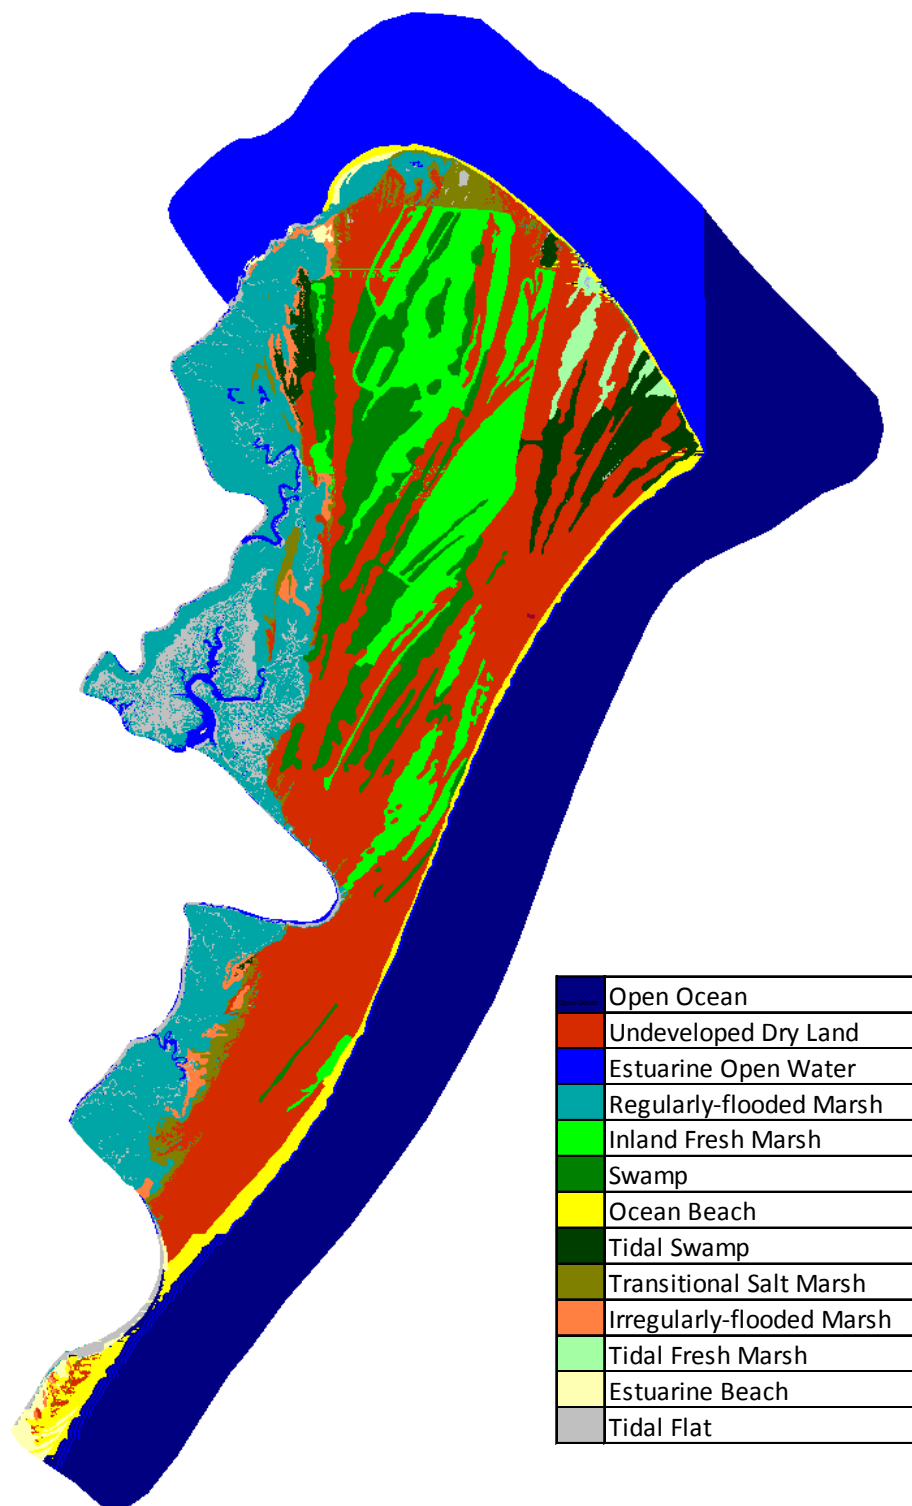 Open Ocean
Undeveloped Dry Land
Estuarine Open Water
Regularly-flooded Marsh
Inland Fresh Marsh
Swamp
Ocean Beach
Tidal Swamp
Transitional Salt Marsh
Irregularly-flooded Marsh
Tidal Fresh Marsh
Estuarine Beach
Tidal Flat